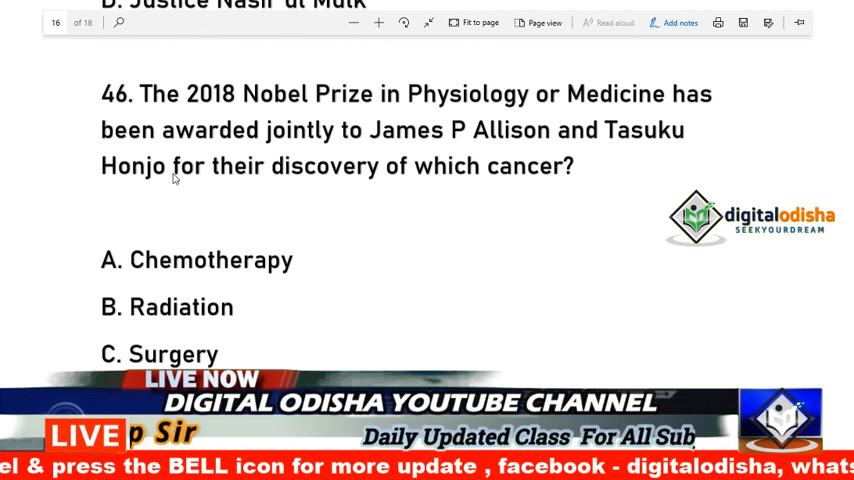 D. Justice Nasir ul Mulk
16 of 18
Fit to page
Page view
Read aloud
Add notes
46. The 2018 Nobel Prize in Physiology or Medicine has
been awarded jointly to James P Allison and Tasuku
Honjo for their discovery of which cancer?
digitalodisha
SEEKYOURDREAM
A. Chemotherapy
B. Radiation
C. Surgery
LIVE NOW
DIGITAL ODISHA YOUTUBE CHANNEL
LIVE
p Sir
Daily Updated Class For All Sub
el & press the BELL icon for more update , facebook - digitalodisha, whats